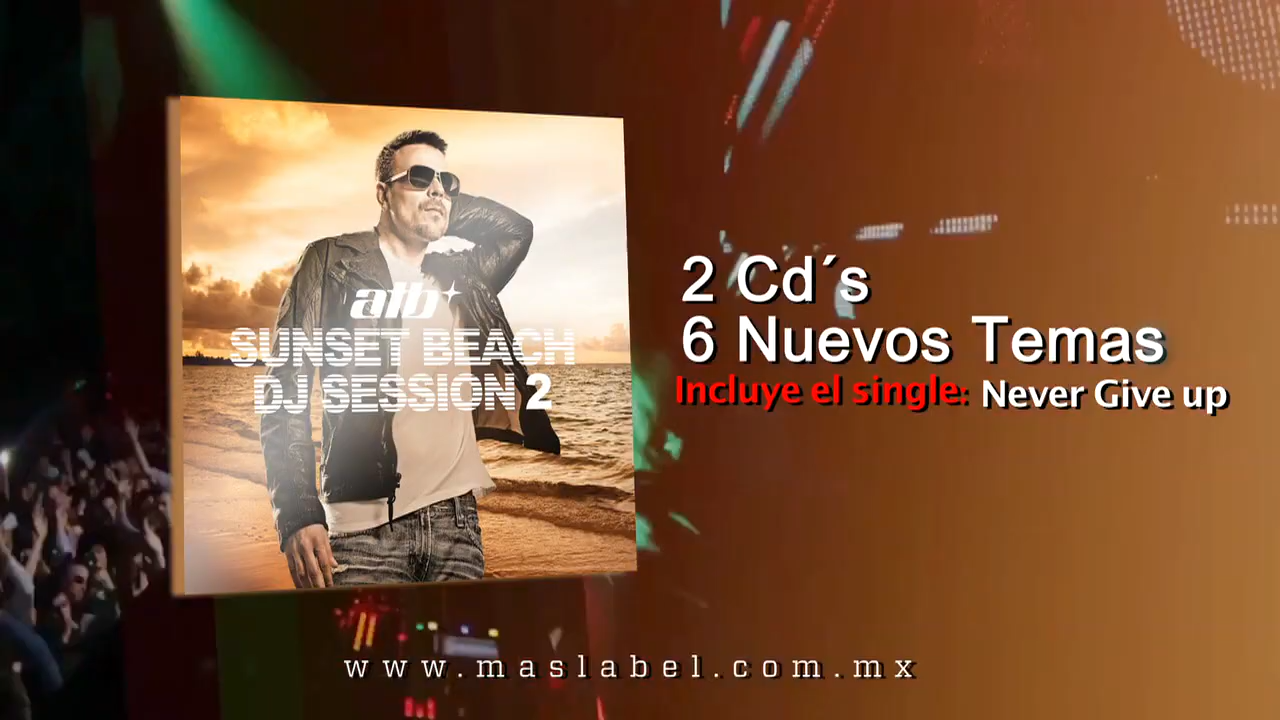 atb
SUNSET BEACH
DJ SESSION 2
2 Cd´s
6 Nuevos Temas
Incluye el single: Never Give up
www.maslabel.com.mx